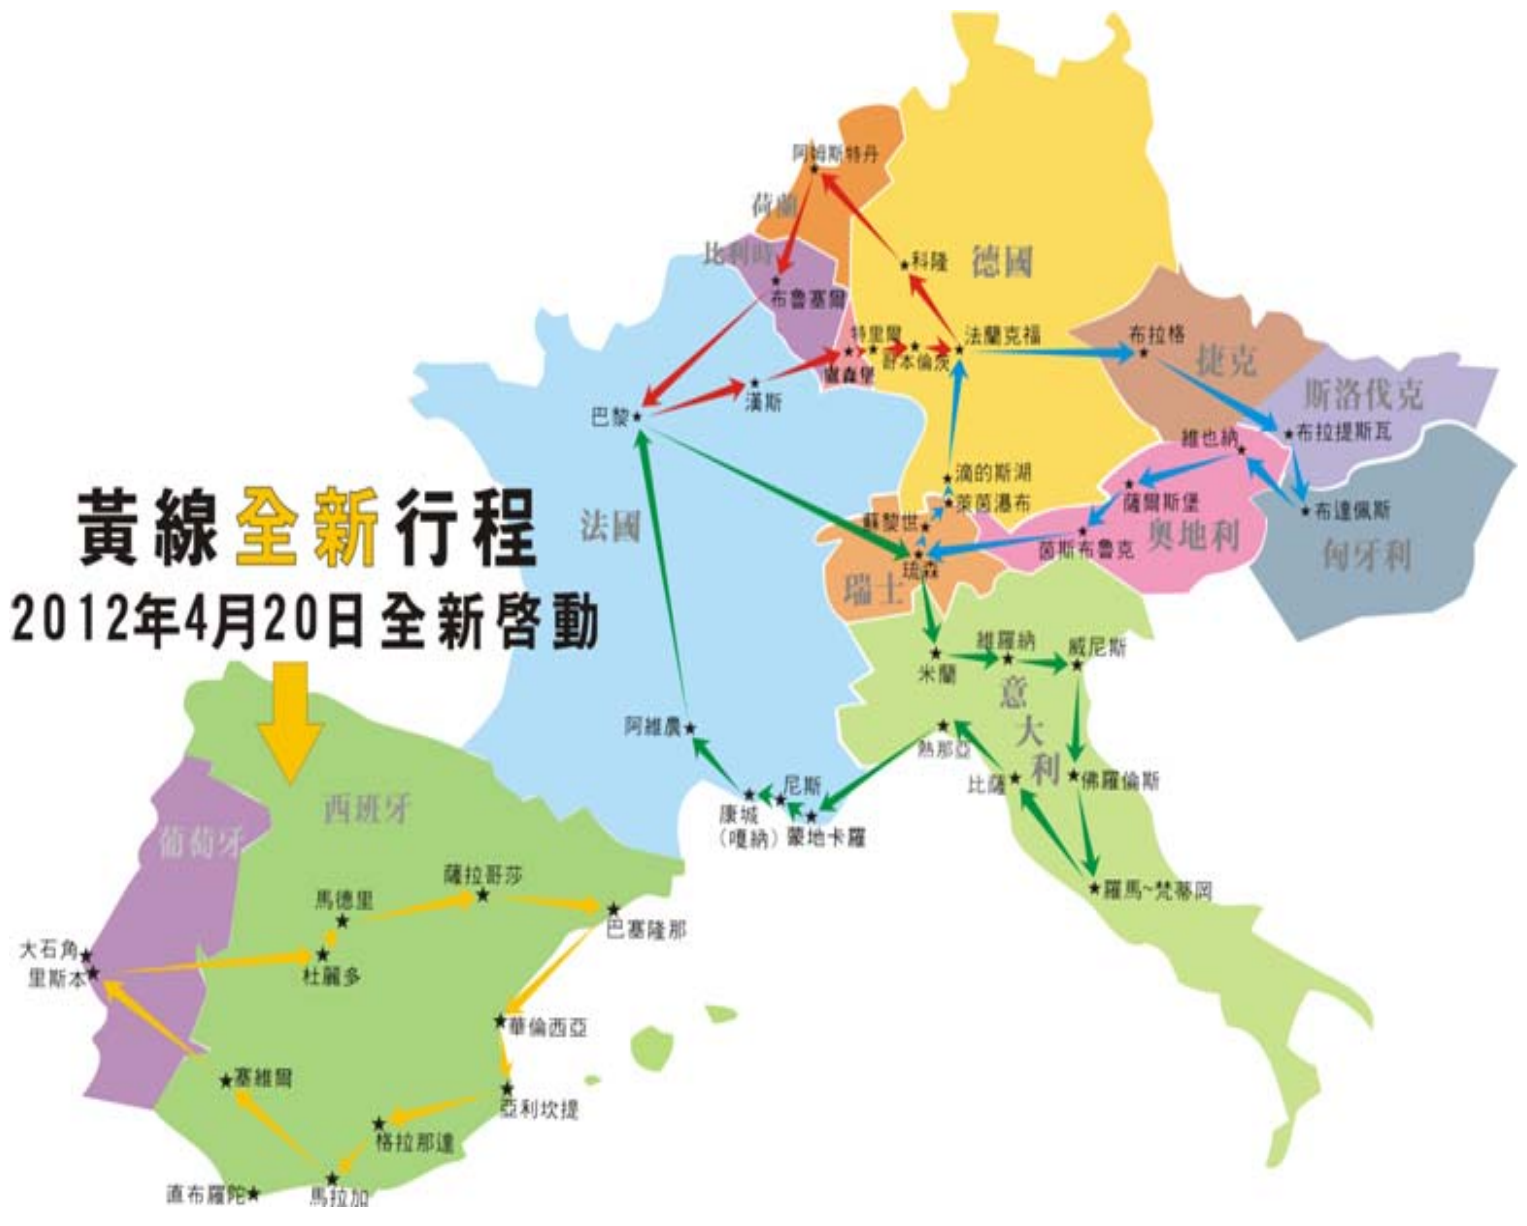 阿姆斯特丹
荷蘭
比利時
科隆
德國
布魯塞爾
特里爾
法蘭克福
布拉格
捷克
盧森堡
哥本倫茨
斯洛伐克
漢斯
巴黎
布拉提斯瓦
維也納
滴的斯湖
萊茵瀑布
薩爾斯堡
布達佩斯
黃線全新行程
法國
蘇黎世
茵斯布魯克
奧地利
匈牙利
琉森
瑞士
2012年4月20日全新啓動
維羅納
威尼斯
米蘭
意
大
利
阿維農
熱那亞
比薩
佛羅倫斯
尼斯
康城
(嘎納)
蒙地卡羅
西班牙
葡萄牙
薩拉哥莎
羅馬~梵蒂岡
馬德里
巴塞隆那
大石角
里斯本
杜麗多
華倫西亞
塞維爾
亞利坎提
格拉那達
直布羅陀
馬拉加